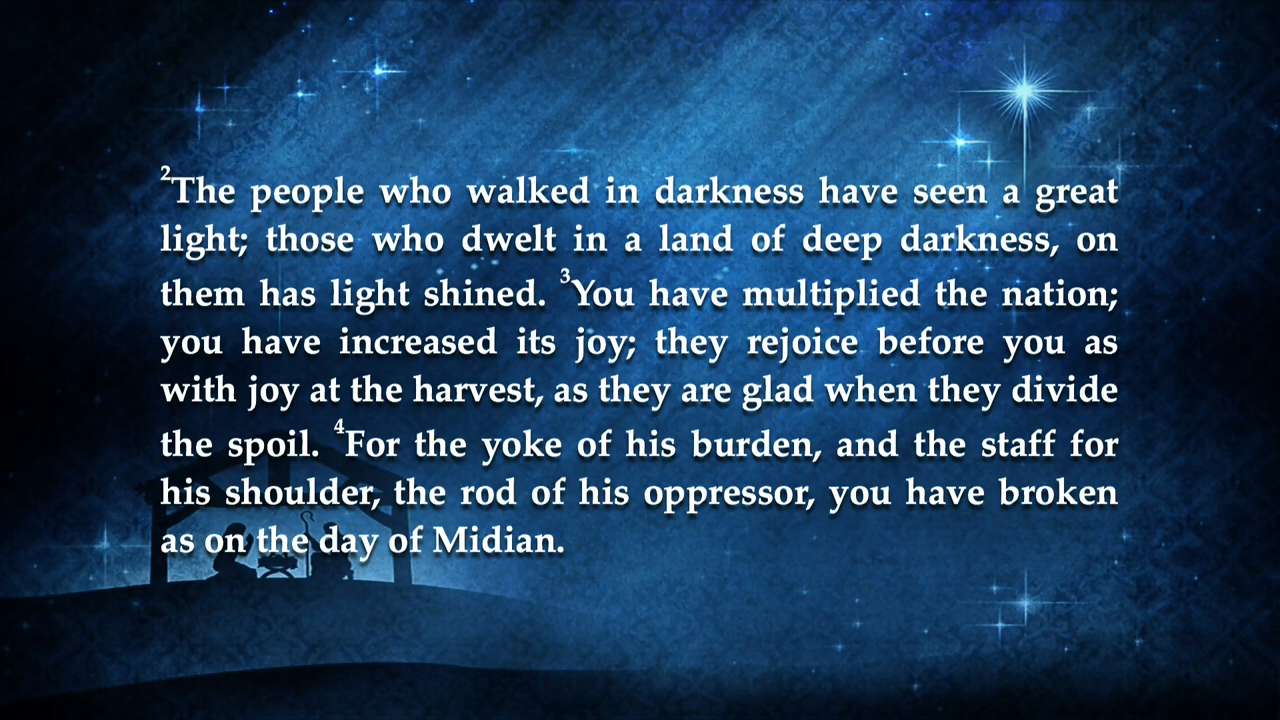 ²The people who walked in darkness have seen a great
light; those who dwelt in a land of deep darkness, on
them has light shined. ³You have multiplied the nation;
you have increased its joy; they rejoice before you as
with joy at the harvest, as they are glad when they divide
the spoil. ⁴For the yoke of his burden, and the staff for
his shoulder, the rod of his oppressor, you have broken
as on the day of Midian.